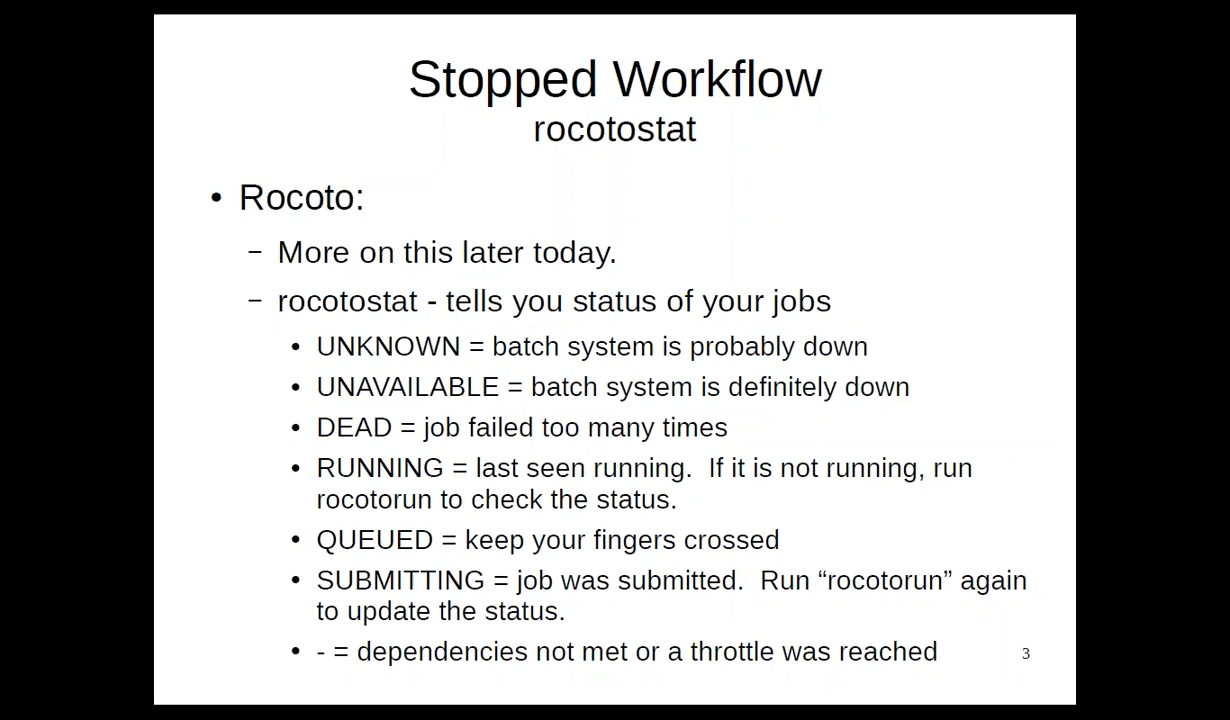 Stopped Workflow
rocotostat
• Rocoto:
– More on this later today.
– rocotostat - tells you status of your jobs
• UNKNOWN = batch system is probably down
• UNAVAILABLE = batch system is definitely down
• DEAD = job failed too many times
• RUNNING = last seen running.  If it is not running, run
rocotorun to check the status.
• QUEUED = keep your fingers crossed
• SUBMITTING = job was submitted.  Run “rocotorun” again
to update the status.
• - = dependencies not met or a throttle was reached
3